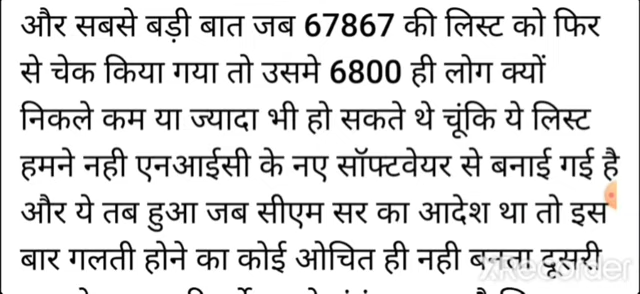 और सबसे बड़ी बात जब 67867 की लिस्ट को फिर
से चेक किया गया तो उसमे 6800 ही लोग क्यों
निकले कम या ज्यादा भी हो सकते थे चूंकि ये लिस्ट
हमने नही एनआईसी के नए सॉफ्टवेयर से बनाई गई है
और ये तब हुआ जब सीएम सर का आदेश था तो इस
बार गलती होने का कोई ओचित ही नही बनता दूसरी
XRecorder